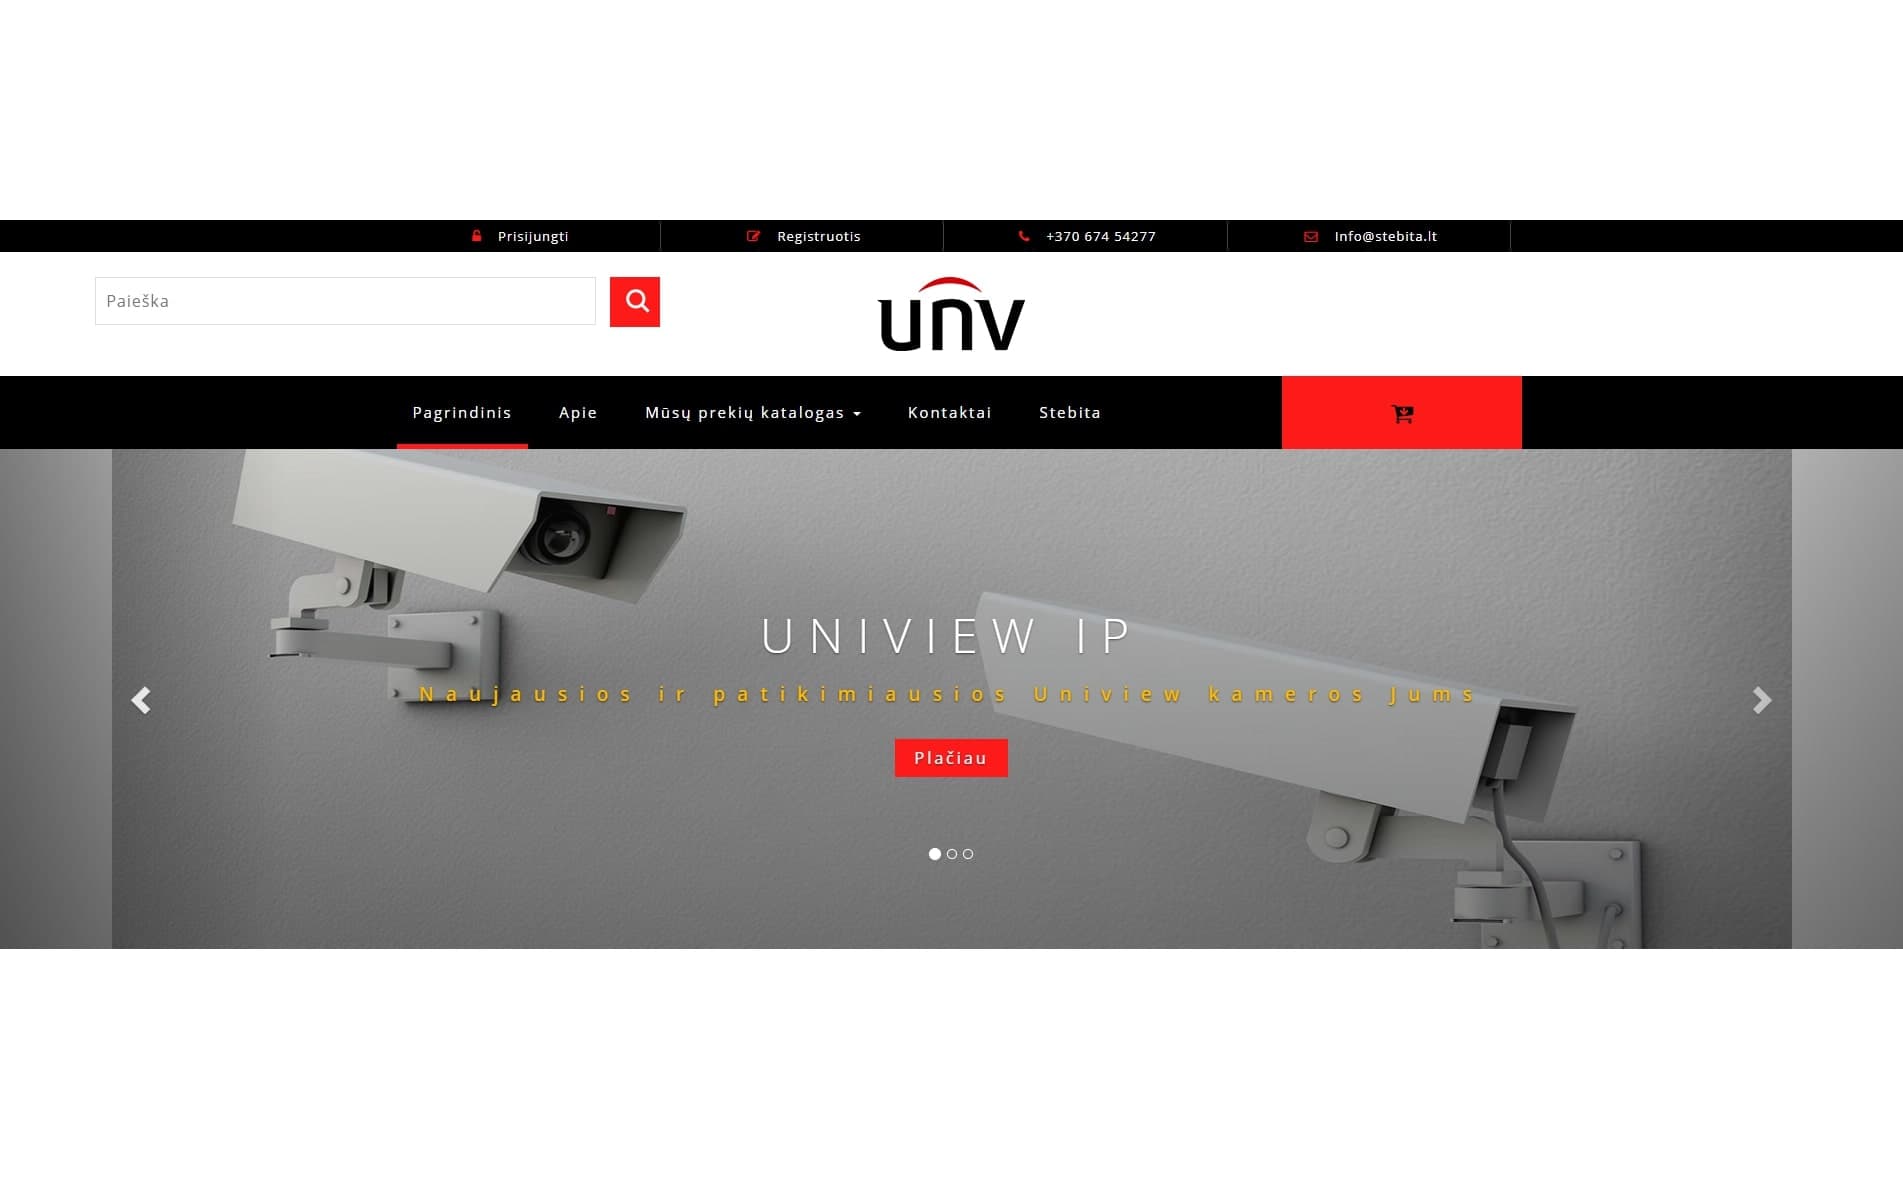 Prisijungti
Registruotis
+370 674 54277
Info@stebita.lt
Paieška
unv
Pagrindinis
Apie
Mūsų prekių katalogas
Kontaktai
Stebita
UNIVIEW IP
Naujausios ir patikimiausios Uniview kameros Jums
Plačiau